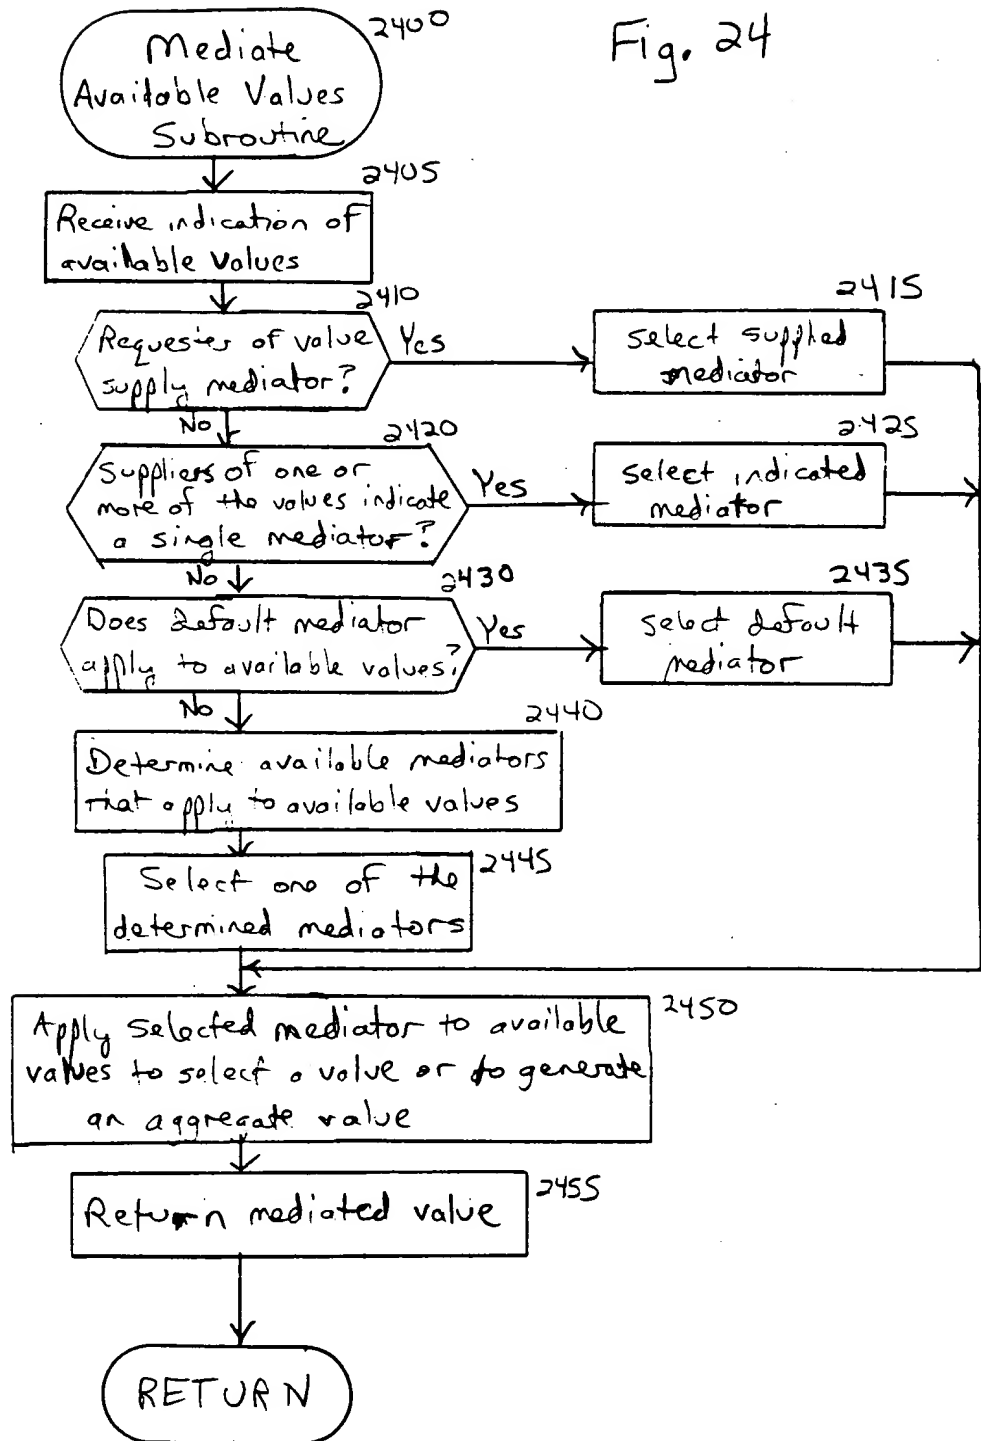 Fig. 24
2400
Mediate
Available Values
Subroutine
2405
Receive indication of
available values
2410
Requester of value
supply mediator?
Yes
2415
select supplied
mediator
No
2420
Suppliers of one or
more of the values indicate
a single mediator?
Yes
2425
select indicated
mediator
No
2430
Does default mediator
apply to available values?
Yes
2435
select default
mediator
No
2440
Determine available mediators
that apply to available values
2445
Select one of the
determined mediators
2450
Apply selected mediator to available
values to select a value or to generate
an aggregate value
2455
Return mediated value
RETURN